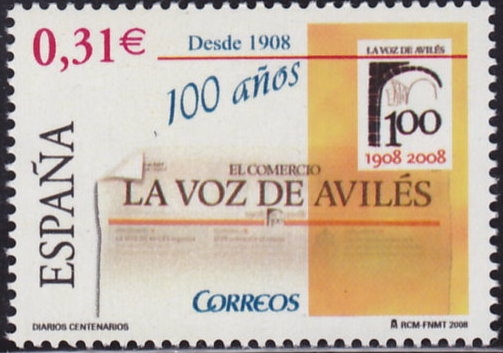 0,31€
Desde 1908
100 años
LA VOZ DE AVILÉS
100
1908 2008
ESPAÑA
EL COMERCIO
LA VOZ DE AVILÉS
CORREOS
DIARIOS CENTENARIOS
RCM-FNMT 2008